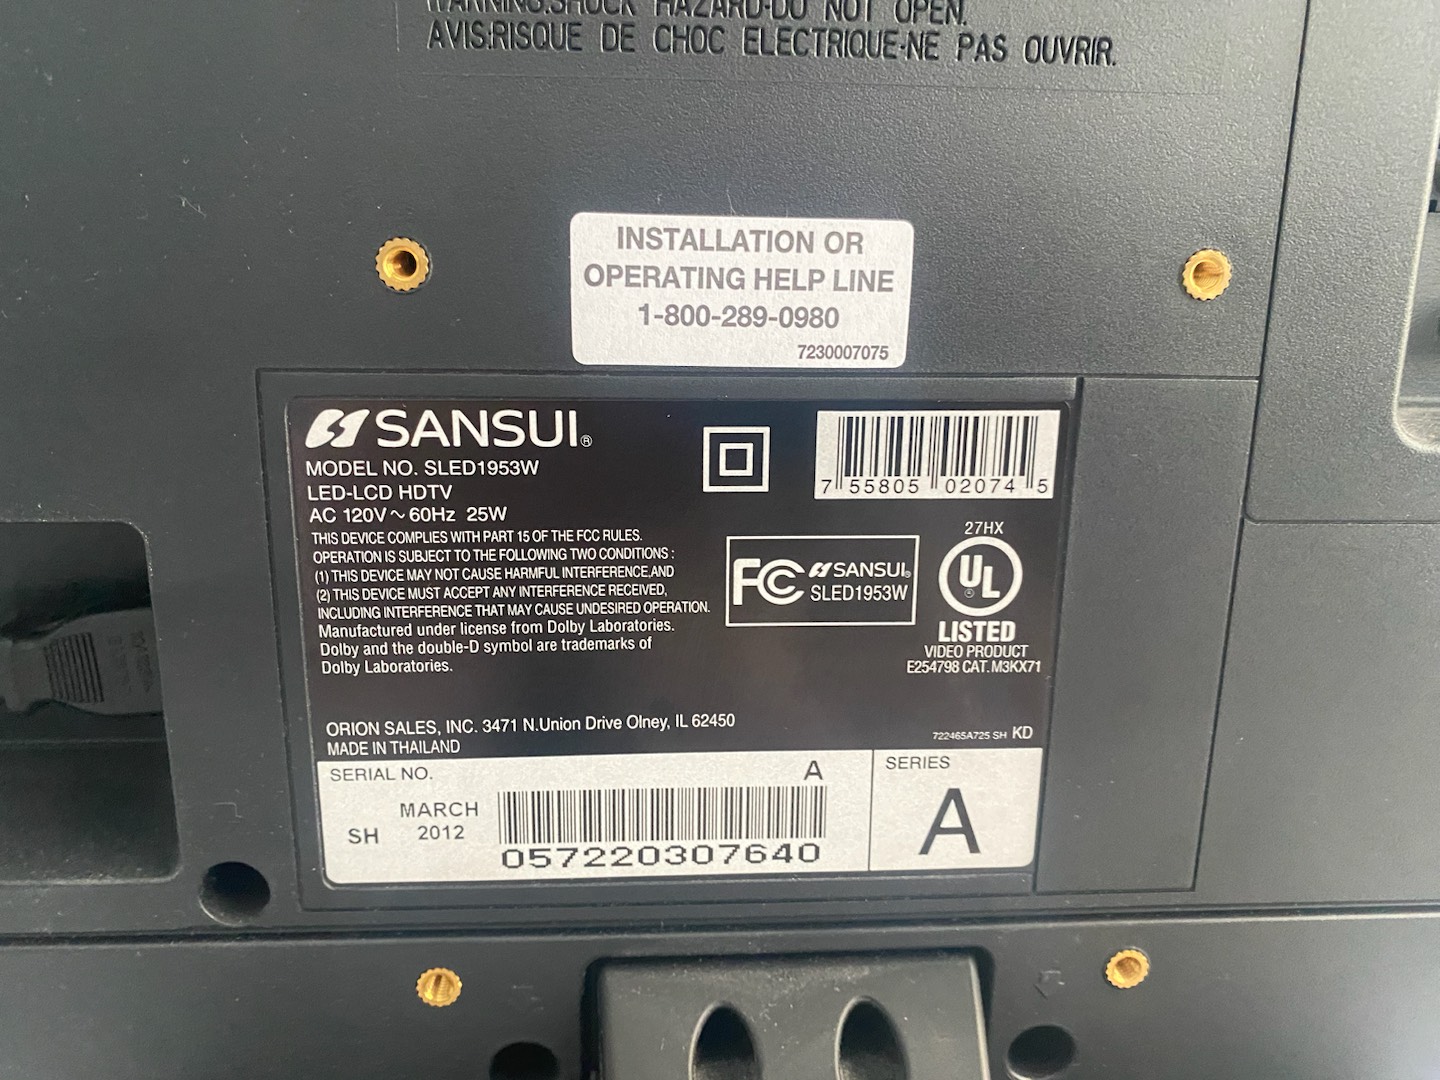 WARNING:SHOCK HAZARD-DO NOT OPEN.
AVIS:RISQUE DE CHOC ELECTRIQUE-NE PAS OUVRIR.
INSTALLATION OR
OPERATING HELP LINE
1-800-289-0980
7230007075
SANSUI®
MODEL NO. SLED1953W
LED-LCD HDTV
AC 120V~60Hz 25W
THIS DEVICE COMPLIES WITH PART 15 OF THE FCC RULES.
OPERATION IS SUBJECT TO THE FOLLOWING TWO CONDITIONS :
(1) THIS DEVICE MAY NOT CAUSE HARMFUL INTERFERENCE,AND
(2) THIS DEVICE MUST ACCEPT ANY INTERFERENCE RECEIVED,
INCLUDING INTERFERENCE THAT MAY CAUSE UNDESIRED OPERATION.
Manufactured under license from Dolby Laboratories.
Dolby and the double-D symbol are trademarks of
Dolby Laboratories.
7 55805 02074 5
FC SANSUI®
SLED1953W
27HX
UL ®
LISTED
VIDEO PRODUCT
E254798 CAT. M3KX71
ORION SALES, INC. 3471 N.Union Drive Olney, IL 62450
MADE IN THAILAND
722465A725 SH KD
SERIAL NO. A
SH MARCH
2012
057220307640
SERIES
A